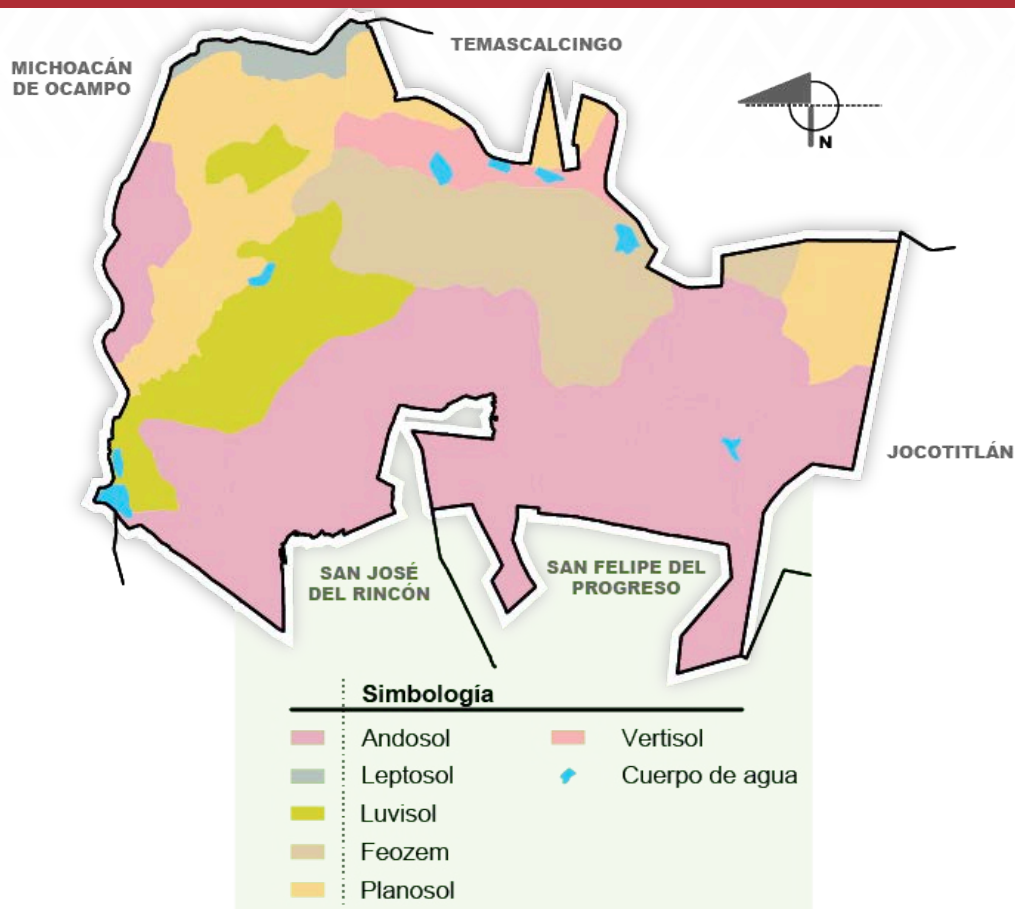 TEMASCALCINGO
MICHOACÁN
DE OCAMPO
N
JOCOTITLÁN
SAN JOSÉ
DEL RINCÓN
SAN FELIPE DEL
PROGRESO
Simbología
Andosol
Leptosol
Luvisol
Feozem
Planosol
Vertisol
Cuerpo de agua